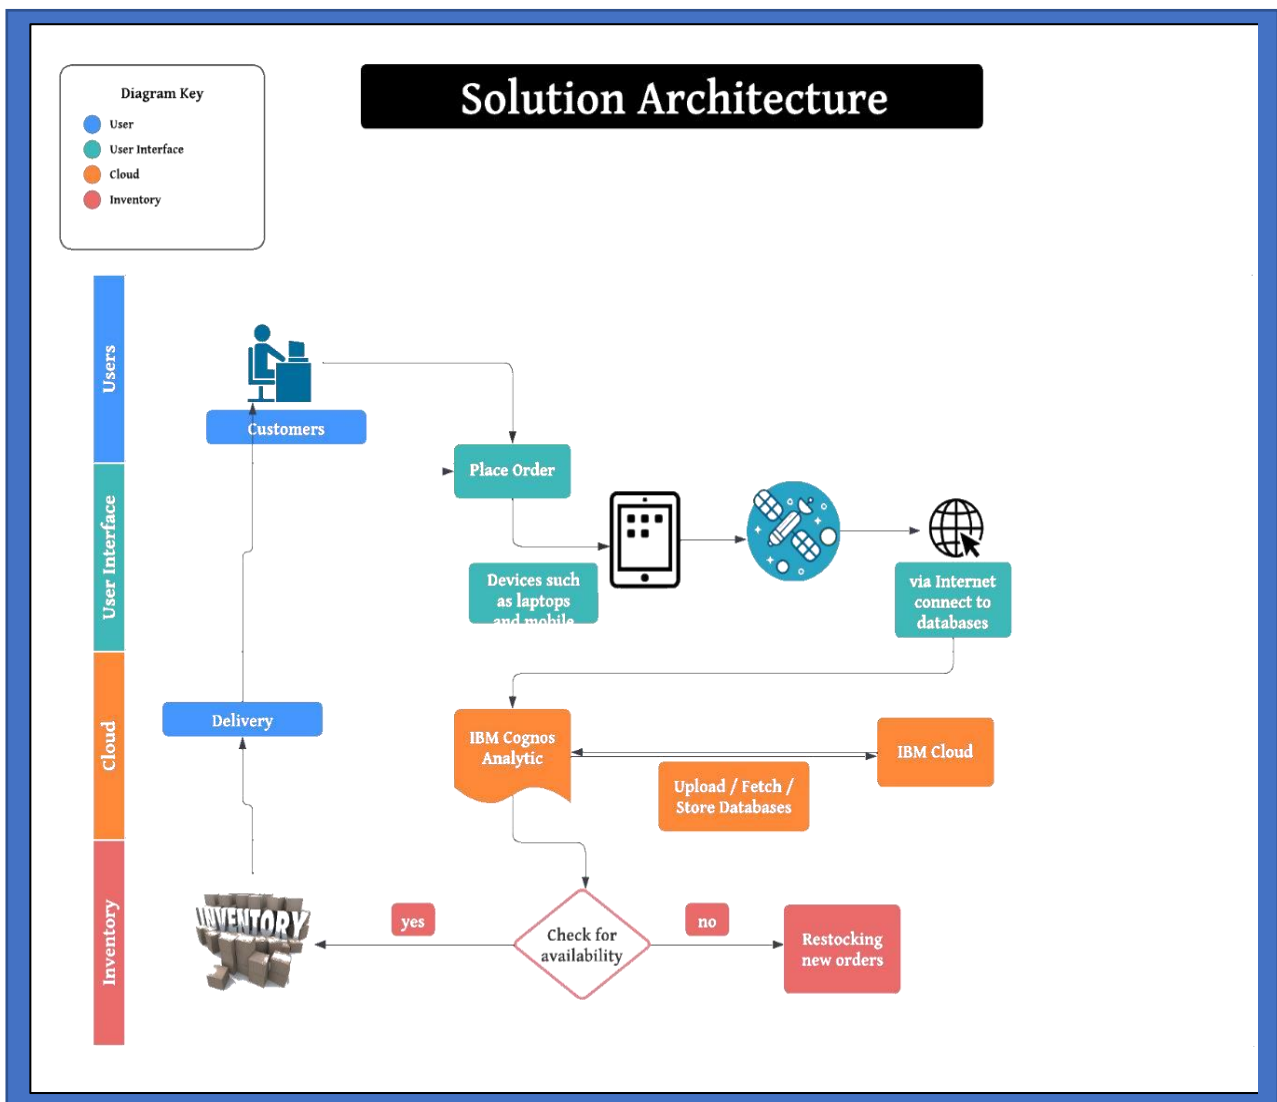 Solution Architecture
Diagram Key
User
User Interface
Cloud
Inventory
Users
User Interface
Cloud
Inventory
Customers
Place Order
Devices such
as laptops
and mobile
via Internet
connect to
databases
Delivery
IBM Cognos
Analytic
IBM Cloud
Upload / Fetch /
Store Databases
INVENTORY
yes
Check for
availability
no
Restocking
new orders